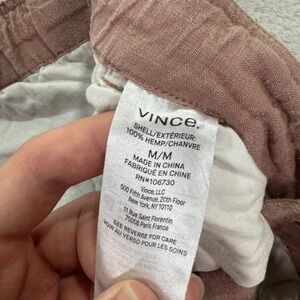 VINCE.
SHELL/EXTÉRIEUR-
100% HEMP/CHANVRE
M/M
MADE IN CHINA
FABRIQUÉ EN CHINE
RN#106730
Vince, LLC
500 Fifth Avenue, 20th Floor
New York, NY 10110
11 Rue Saint Florentin
75008 Paris France
SEE REVERSE FOR CARE
VOIR AU VERSO POUR LES SOINS